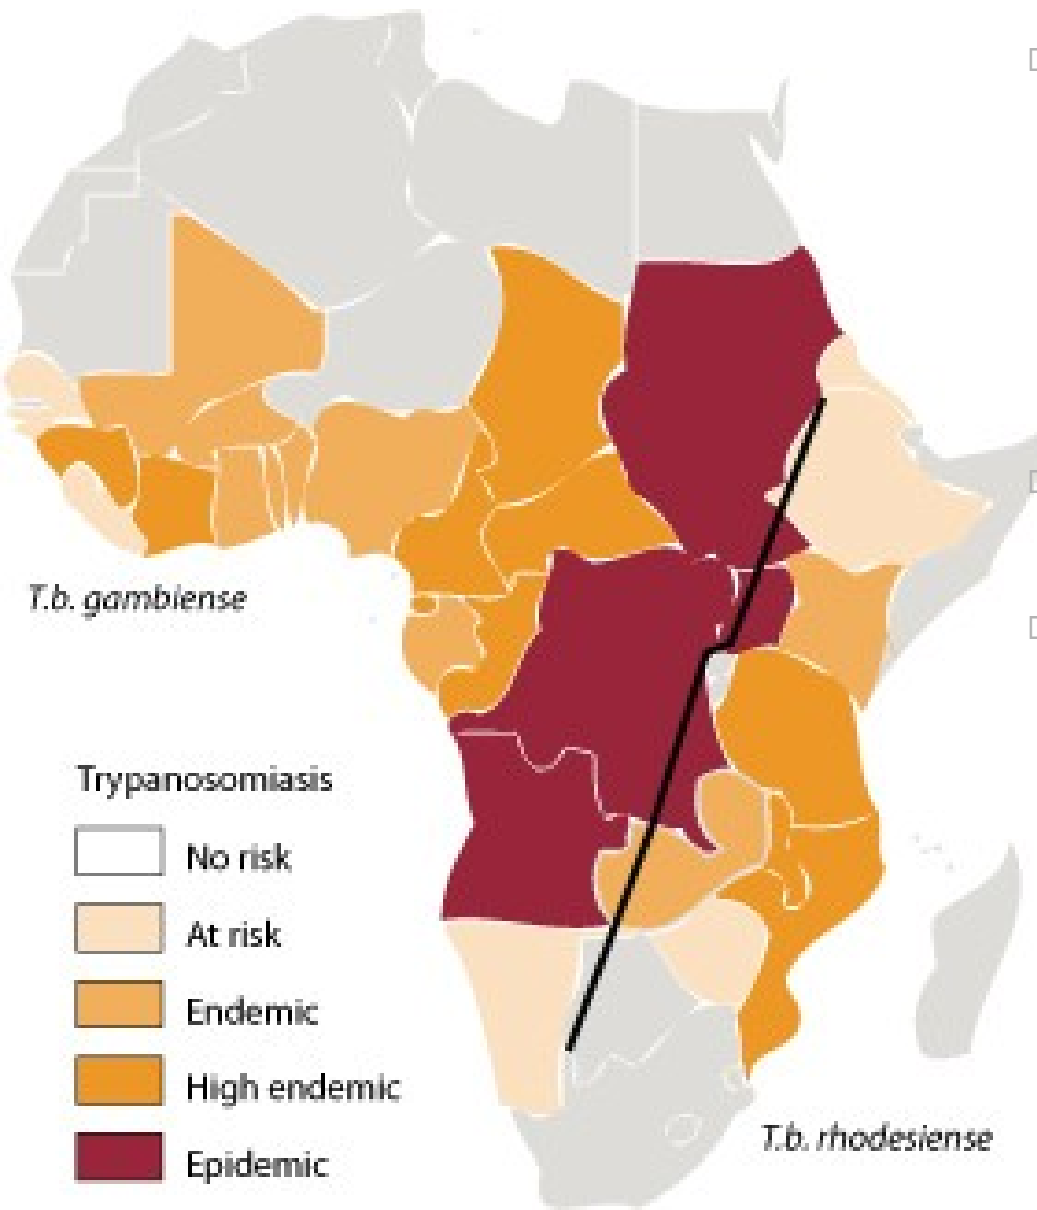 T.b. gambiense
Trypanosomiasis
No risk
At risk
Endemic
High endemic
Epidemic
T.b. rhodesiense